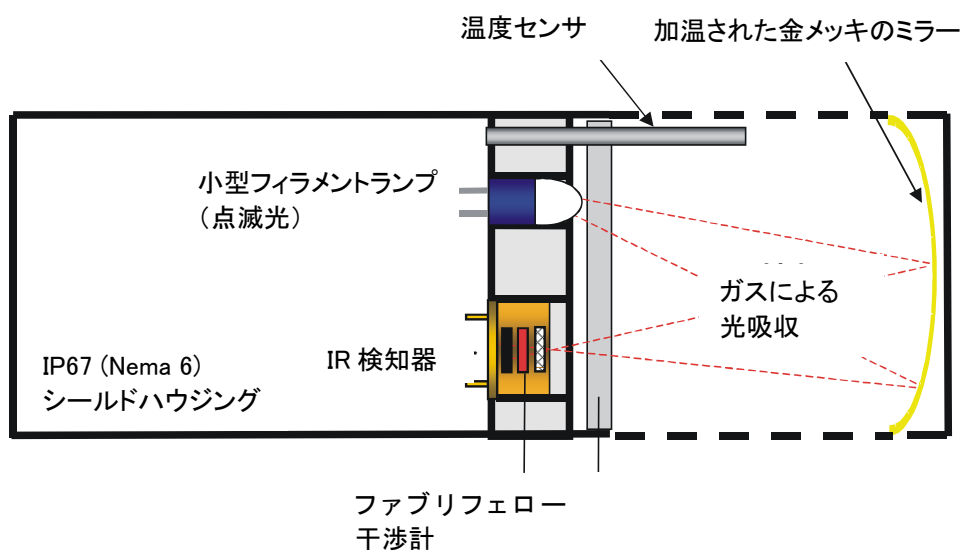 温度センサ
加温された金メッキのミラー
小型フィラメントランプ
（点滅光）
ガスによる
光吸収
IR 検知器
IP67 (Nema 6)
シールドハウジング
ファブリフェロー
干渉計